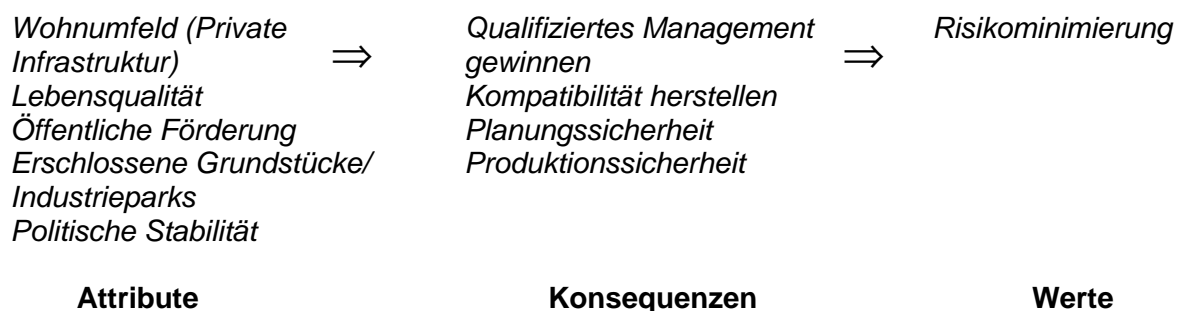 Wohnumfeld (Private
Infrastruktur)
Lebensqualität
Öffentliche Förderung
Erschlossene Grundstücke/
Industrieparks
Politische Stabilität
⇒
Qualifiziertes Management
gewinnen
Kompatibilität herstellen
Planungssicherheit
Produktionssicherheit
⇒
Risikominimierung
Attribute
Konsequenzen
Werte